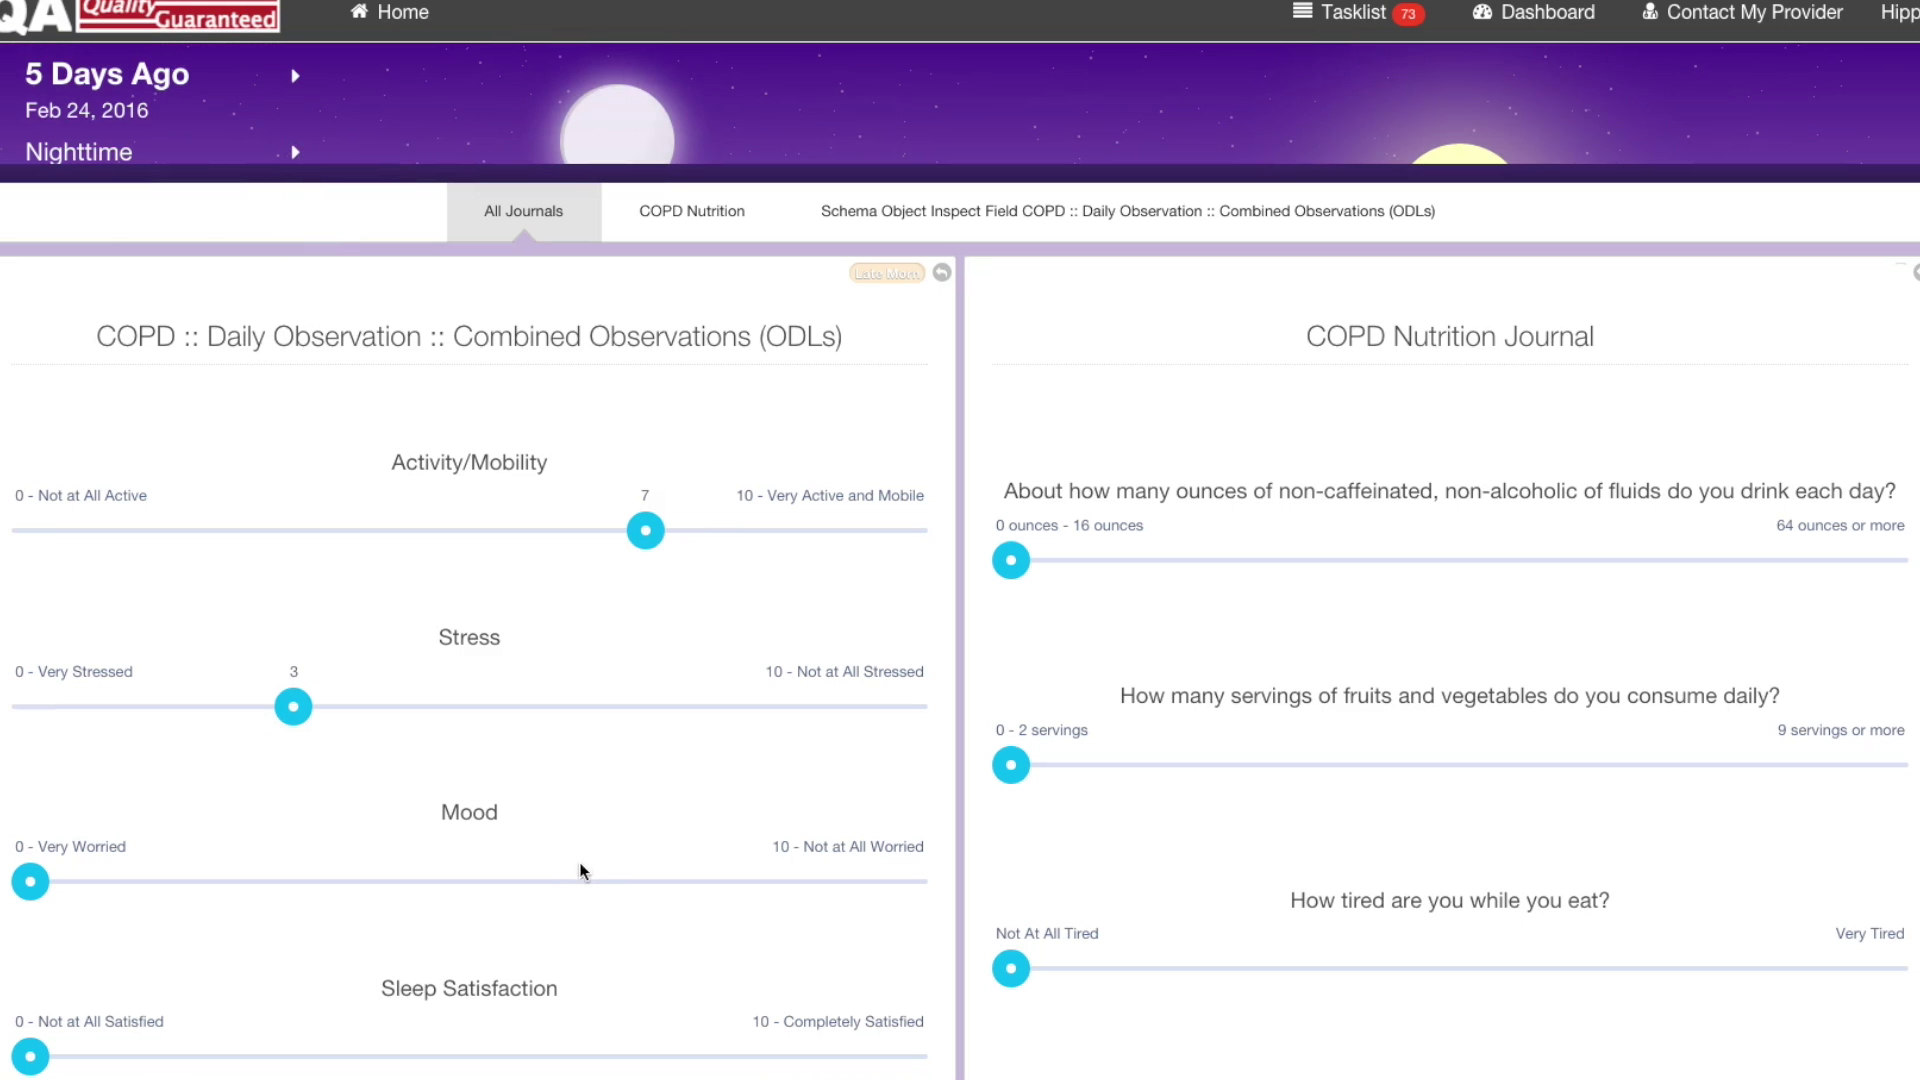 QA Quality Guaranteed
Home
Tasklist 73
Dashboard
Contact My Provider
Hipp
5 Days Ago
Feb 24, 2016
Nighttime
All Journals
COPD Nutrition
Schema Object Inspect Field COPD :: Daily Observation :: Combined Observations (ODLs)
Late Morn
COPD :: Daily Observation :: Combined Observations (ODLs)
Activity/Mobility
0 - Not at All Active
7
10 - Very Active and Mobile
Stress
0 - Very Stressed
3
10 - Not at All Stressed
Mood
0 - Very Worried
10 - Not at All Worried
Sleep Satisfaction
0 - Not at All Satisfied
10 - Completely Satisfied
COPD Nutrition Journal
About how many ounces of non-caffeinated, non-alcoholic of fluids do you drink each day?
0 ounces - 16 ounces
64 ounces or more
How many servings of fruits and vegetables do you consume daily?
0 - 2 servings
9 servings or more
How tired are you while you eat?
Not At All Tired
Very Tired